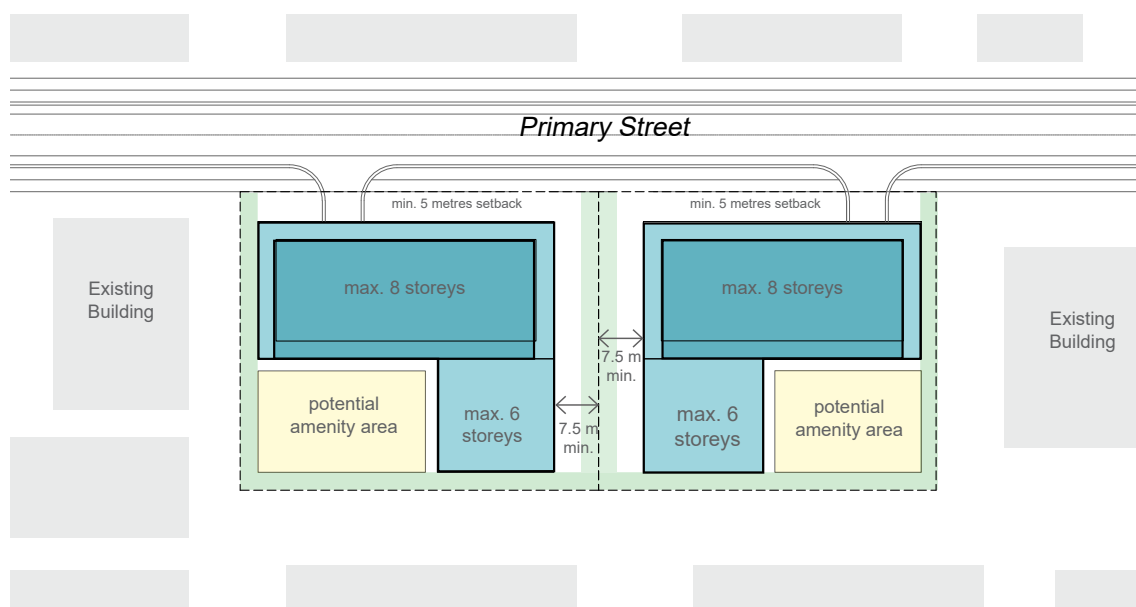 Primary Street
min. 5 metres setback
min. 5 metres setback
Existing
Building
max. 8 storeys
max. 8 storeys
Existing
Building
7.5 m
min.
potential
amenity area
max. 6
storeys
7.5 m
min.
max. 6
storeys
potential
amenity area